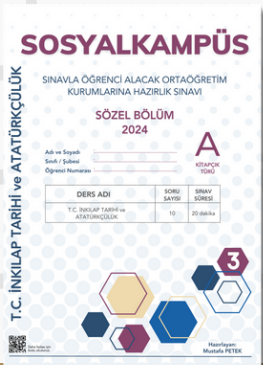 SOSYALKAMPÜS
SINAVLA ÖĞRENCİ ALACAK ORTAÖĞRETİM
KURUMLARINA HAZIRLIK SINAVI
SÖZEL BÖLÜM
2024
Adı ve Soyadı
Sınıfı / Şubesi
Öğrenci Numarası
A
KİTAPÇIK
TÜRÜ
DERS ADI
SORU
SAYISI
SINAV
SÜRESİ
T.C. İNKILAP TARİHİ ve
ATATÜRKÇÜLÜK
10
20 dakika
T.C. İNKILAP TARİHİ ve ATATÜRKÇÜLÜK
3
Hazırlayan:
Mustafa PETEK